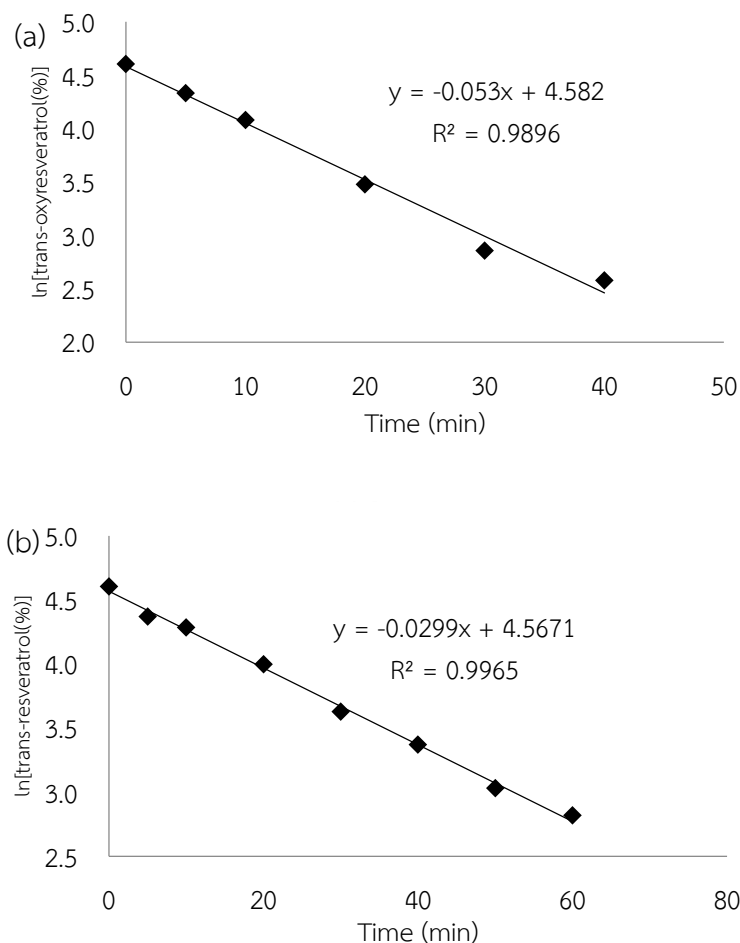 (a)
5.0
4.5
4.0
3.5
3.0
2.5
2.0
ln[trans-oxyresveratrol(%)]
y = -0.053x + 4.582
R² = 0.9896
0 10 20 30 40 50
Time (min)
(b)
5.0
4.5
4.0
3.5
3.0
2.5
ln[trans-resveratrol(%)]
y = -0.0299x + 4.5671
R² = 0.9965
0 20 40 60 80
Time (min)